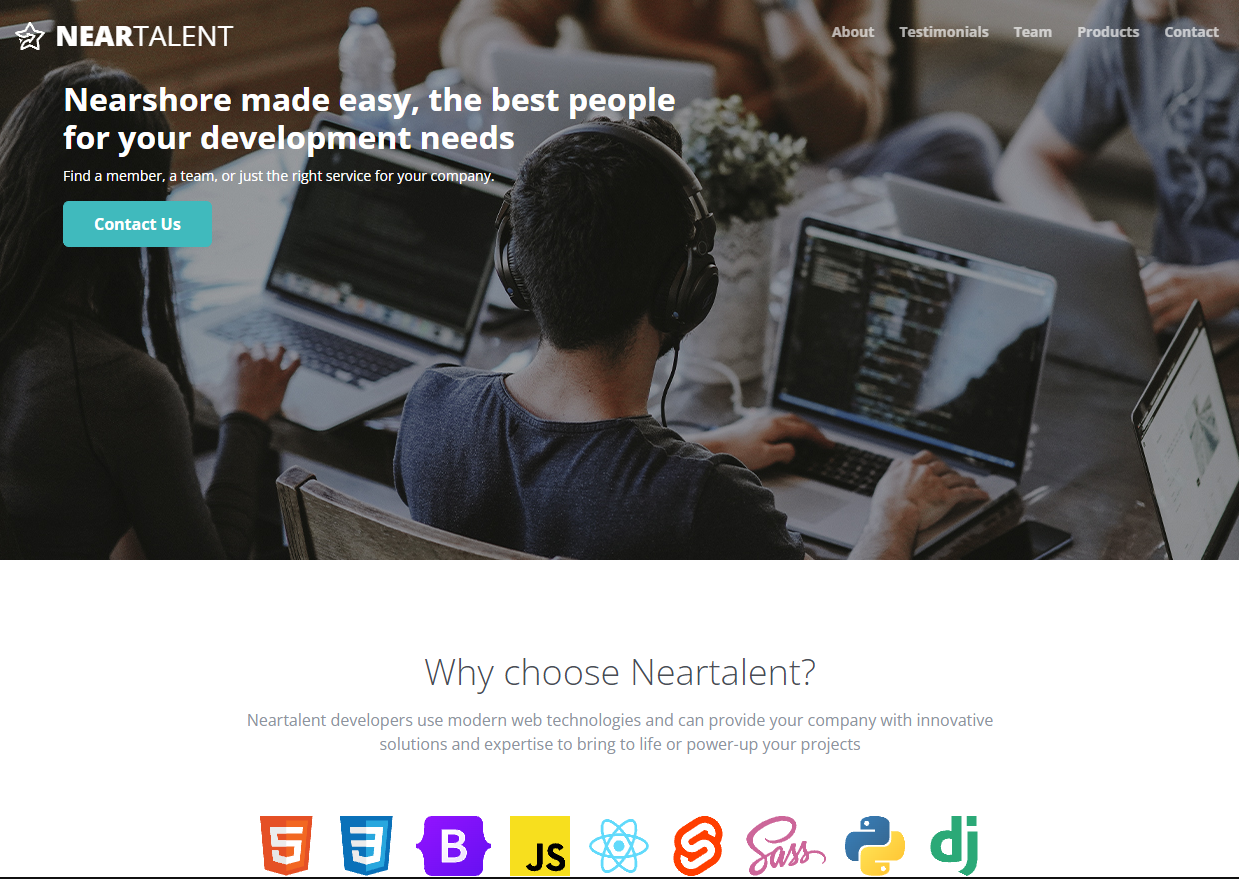 NEARTALENT
About Testimonials Team Products Contact
Nearshore made easy, the best people
for your development needs
Find a member, a team, or just the right service for your company.
Contact Us
Why choose Neartalent?
Neartalent developers use modern web technologies and can provide your company with innovative
solutions and expertise to bring to life or power-up your projects
5 3 B JS Sass dj